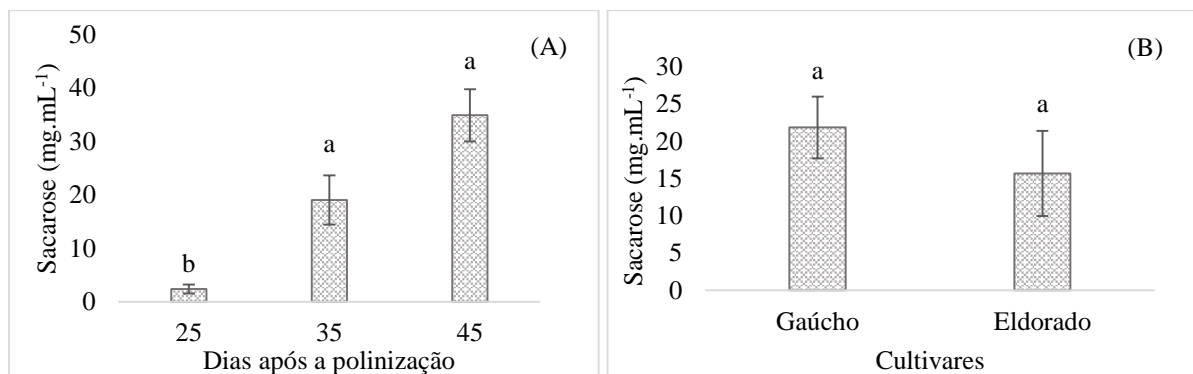 (A)
Sacarose (mg.mL-1)
50
40
30
20
10
0
b
a
a
25 35 45
Dias após a polinização
(B)
Sacarose (mg.mL-1)
30
25
20
15
10
5
0
a
a
Gaúcho Eldorado
Cultivares